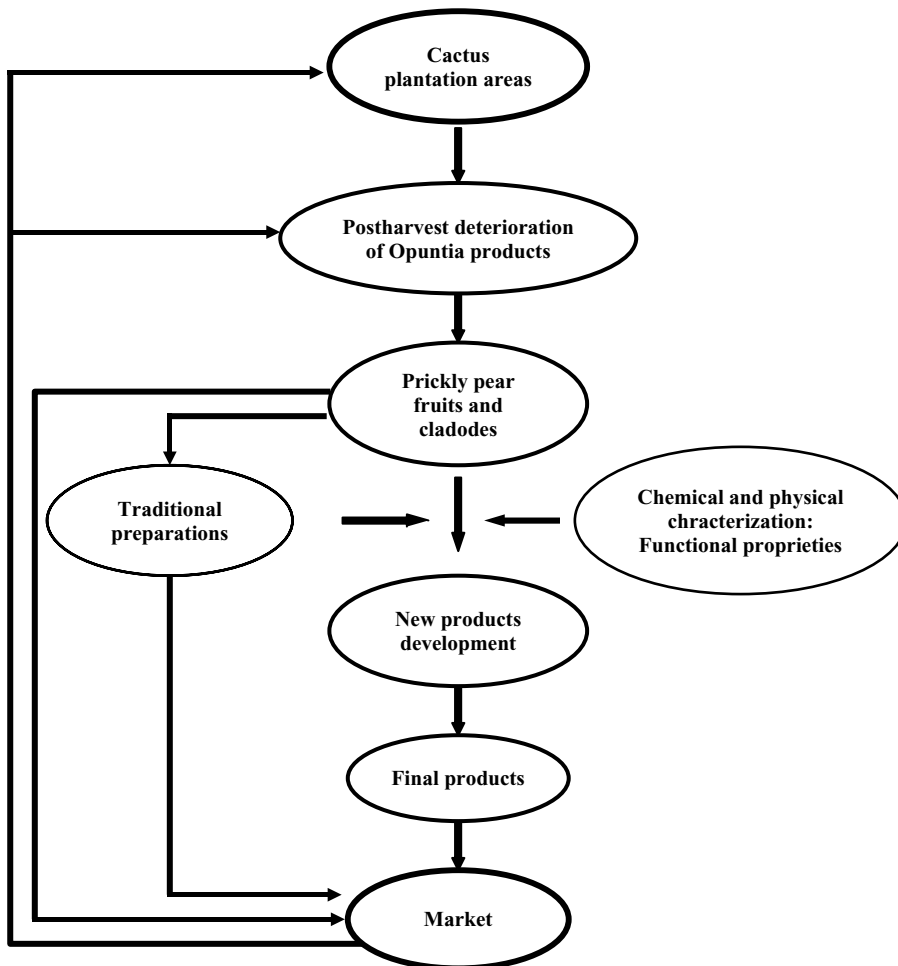 Cactus
plantation areas
Postharvest deterioration
of Opuntia products
Prickly pear
fruits and
cladodes
Traditional
preparations
Chemical and physical
chracterization:
Functional proprieties
New products
development
Final products
Market